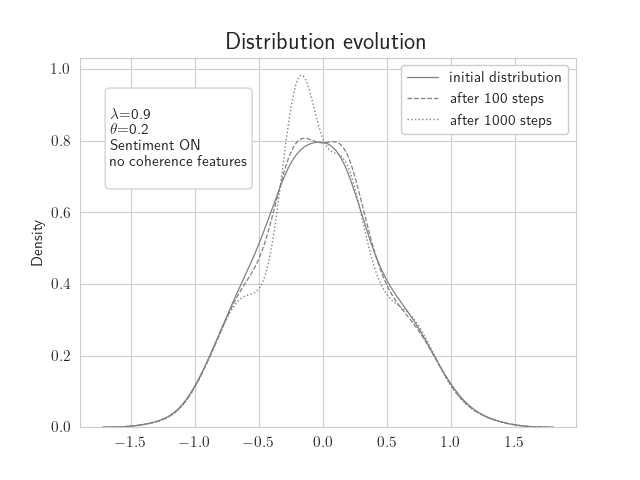 Distribution evolution
1.0
0.8
0.6
0.4
0.2
0.0
Density
λ=0.9
θ=0.2
Sentiment ON
no coherence features
initial distribution
after 100 steps
after 1000 steps
−1.5 −1.0 −0.5 0.0 0.5 1.0 1.5